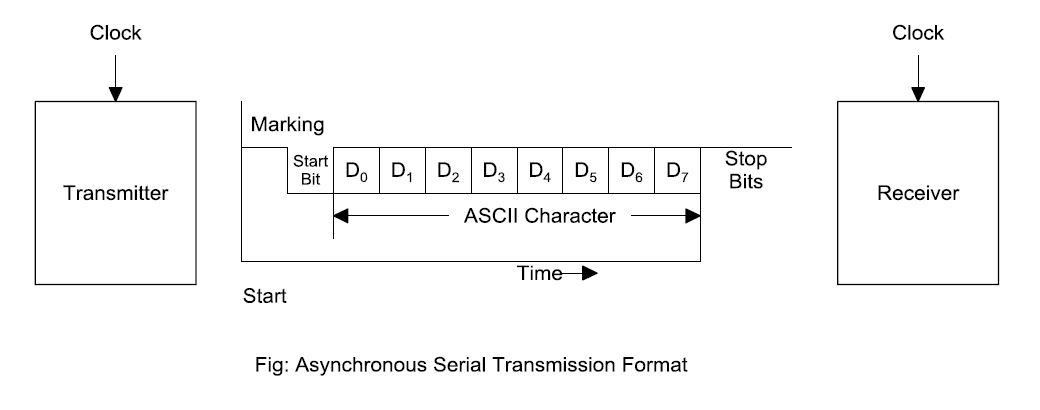 Clock
Clock
Marking
Start
Bit
D0 D1 D2 D3 D4 D5 D6 D7
Stop
Bits
Transmitter
Receiver
ASCII Character
Time
Start
Fig: Asynchronous Serial Transmission Format